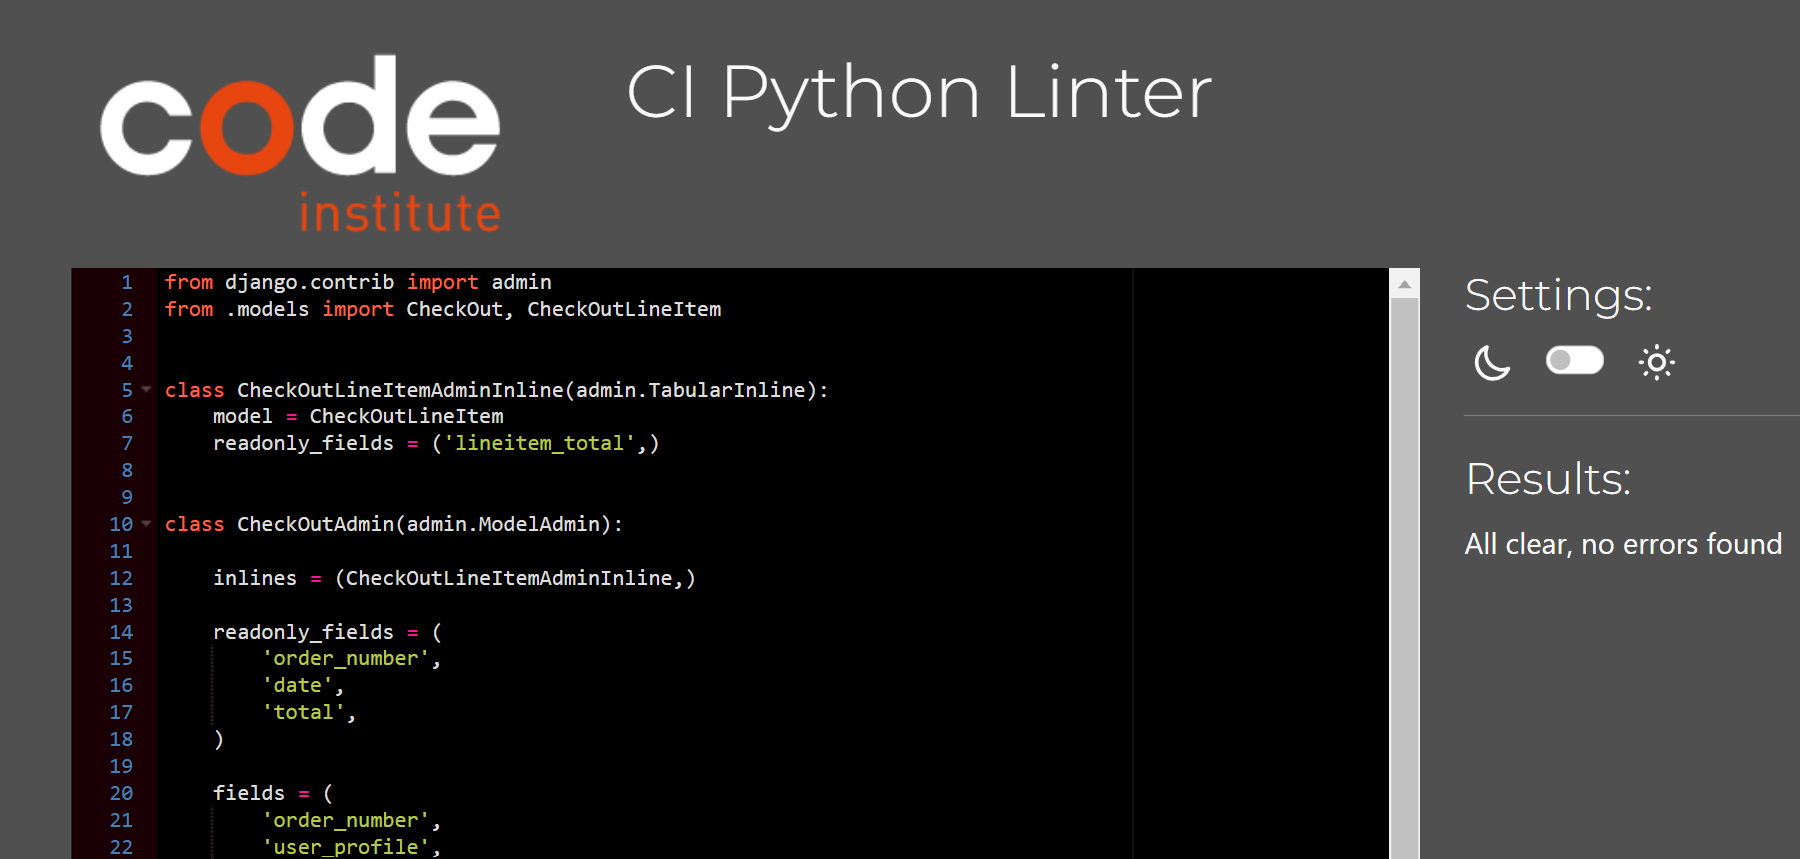 code
institute
CI Python Linter
1 from django.contrib import admin
2 from .models import CheckOut, CheckOutLineItem
3
4
5 class CheckOutLineItemAdminInline(admin.TabularInline):
6     model = CheckOutLineItem
7     readonly_fields = ('lineitem_total',)
8
9
10 class CheckOutAdmin(admin.ModelAdmin):
11
12     inlines = (CheckOutLineItemAdminInline,)
13
14     readonly_fields = (
15         'order_number',
16         'date',
17         'total',
18     )
19
20     fields = (
21         'order_number',
22         'user_profile',
Settings:
Results:
All clear, no errors found